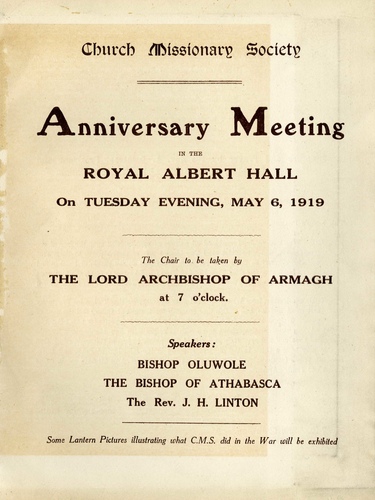 Church Missionary Society
Anniversary Meeting
IN THE
ROYAL ALBERT HALL
On TUESDAY EVENING, MAY 6, 1919
The Chair to be taken by
THE LORD ARCHBISHOP OF ARMAGH
at 7 o'clock.
Speakers:
BISHOP OLUWOLE
THE BISHOP OF ATHABASCA
The Rev. J. H. LINTON
Some Lantern Pictures illustrating what C.M.S. did in the War will be exhibited